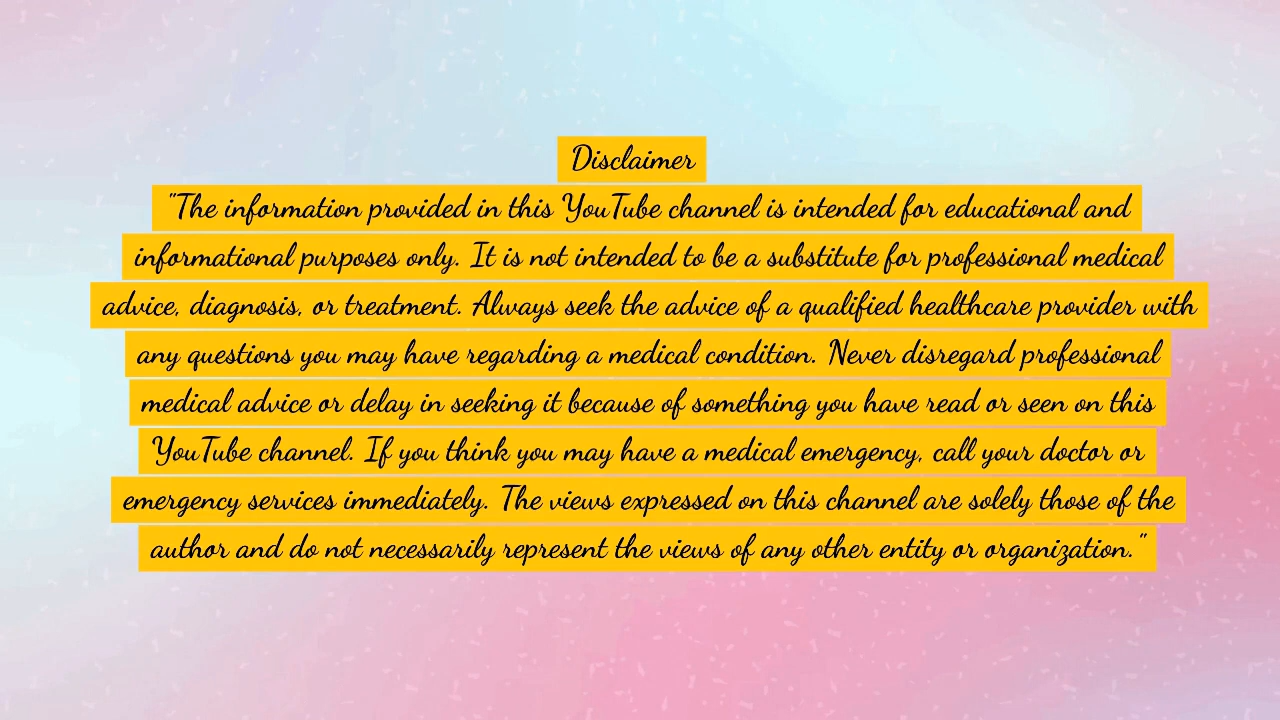 Disclaimer
"The information provided in this YouTube channel is intended for educational and
informational purposes only. It is not intended to be a substitute for professional medical
advice, diagnosis, or treatment. Always seek the advice of a qualified healthcare provider with
any questions you may have regarding a medical condition. Never disregard professional
medical advice or delay in seeking it because of something you have read or seen on this
YouTube channel. If you think you may have a medical emergency, call your doctor or
emergency services immediately. The views expressed on this channel are solely those of the
author and do not necessarily represent the views of any other entity or organization."